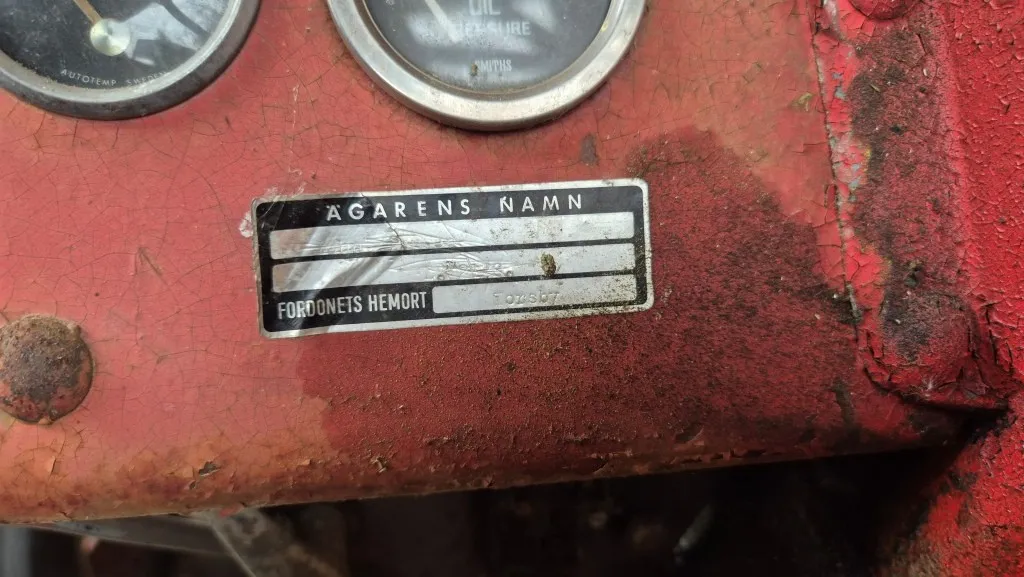 AUTOTEMP SWEDEN
OIL
PRESSURE
SMITHS
ÄGARENS NAMN
FORDONETS HEMORT